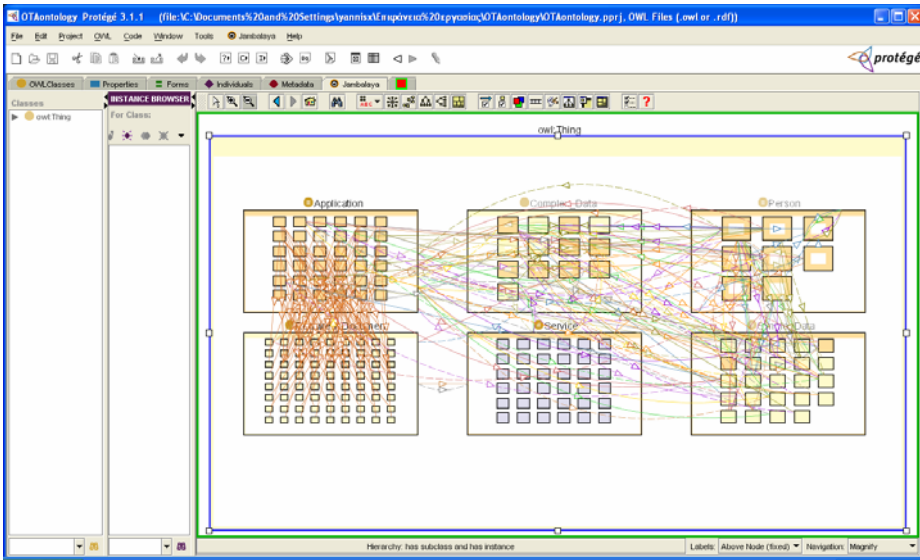 OTAontology Protégé 3.1.1 (file:\C:\Documents%20and%20Settings\yannisx\Επιφάνεια%20εργασίας\OTAontology\OTAontology.pprj, OWL Files (.owl or .rdf))
File Edit Project OWL Code Window Tools Jambalaya Help
protégé
OWLClasses Properties Forms Individuals Metadata Jambalaya
Classes
INSTANCE BROWSER
owl:Thing
For Class:
owl:Thing
Application Complex Data Person
Document Service Data
Hierarchy: has subclass and has instance
Labels: Above Node (fixed) Navigation: Magnify